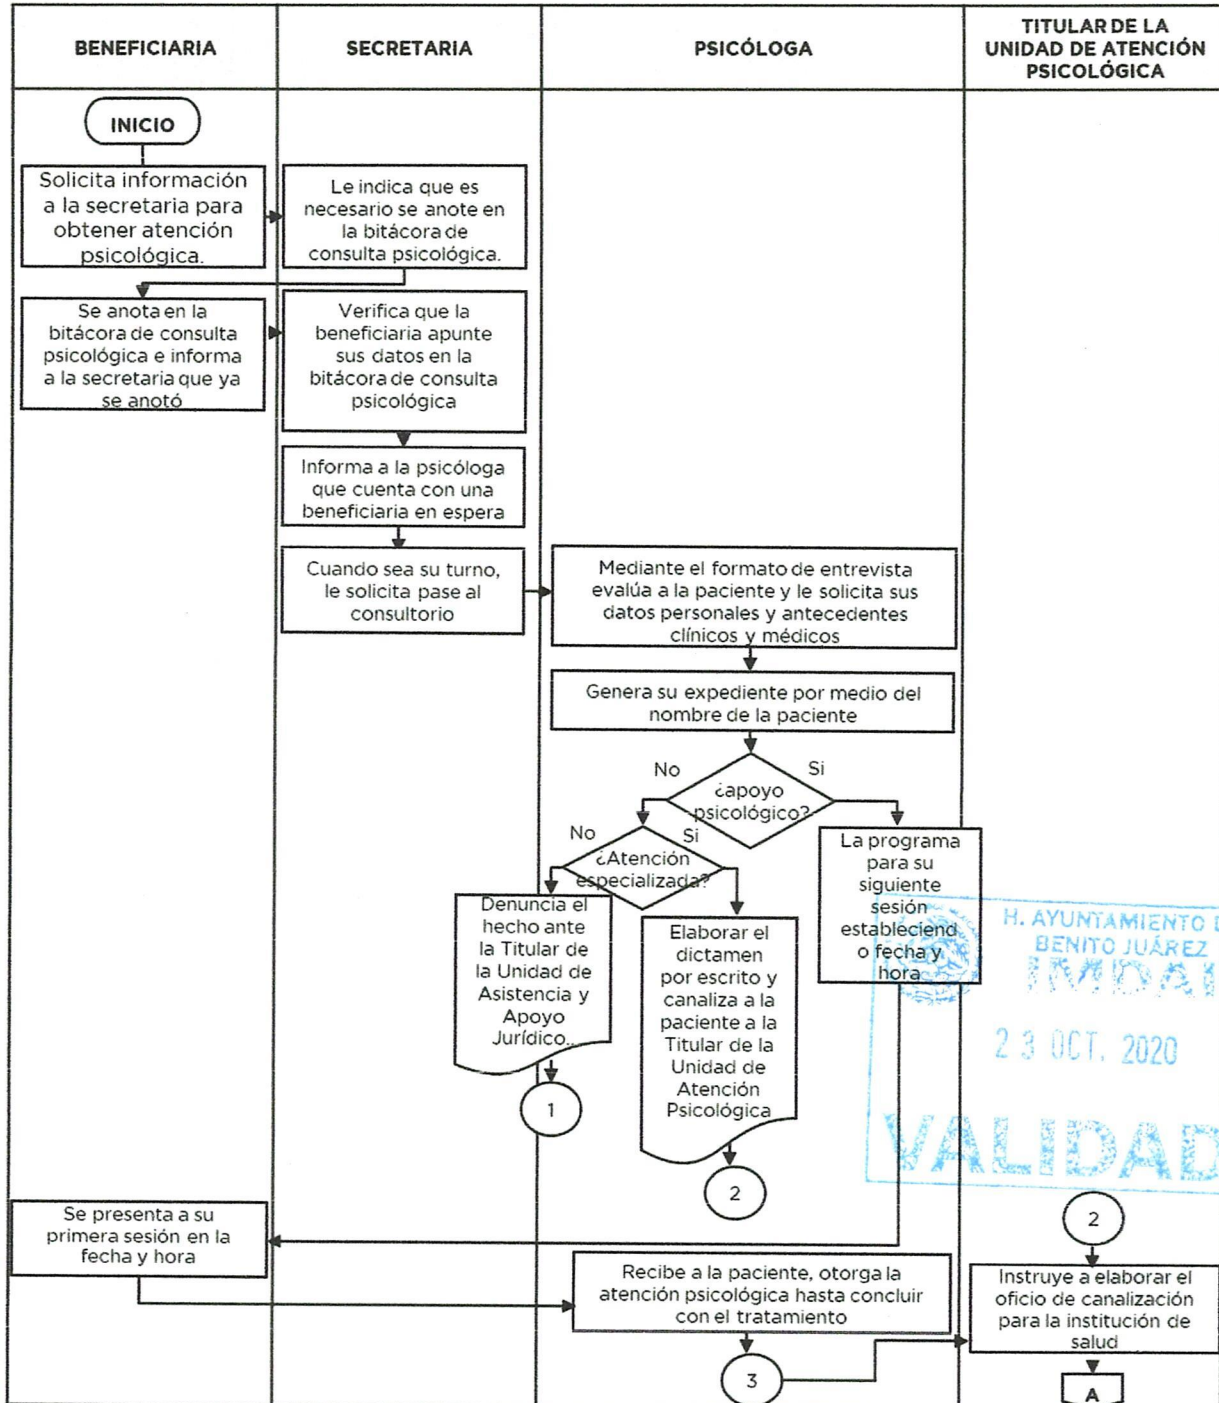 BENEFICIARIA
SECRETARIA
PSICÓLOGA
TITULAR DE LA
UNIDAD DE ATENCIÓN
PSICOLÓGICA
INICIO
Solicita información
a la secretaria para
obtener atención
psicológica.
Le indica que es
necesario se anote en
la bitácora de
consulta psicológica.
Se anota en la
bitácora de consulta
psicológica e informa
a la secretaria que ya
se anotó
Verifica que la
beneficiaria apunte
sus datos en la
bitácora de consulta
psicológica
Informa a la psicóloga
que cuenta con una
beneficiaria en espera
Cuando sea su turno,
le solicita pase al
consultorio
Mediante el formato de entrevista
evalúa a la paciente y le solicita sus
datos personales y antecedentes
clínicos y médicos
Genera su expediente por medio del
nombre de la paciente
No
Si
¿apoyo
psicológico?
No
Si
¿Atención
especializada?
La programa
para su
siguiente
sesión
estableciend
o fecha y
hora
Denuncia el
hecho ante
la Titular de
la Unidad de
Asistencia y
Apoyo
Jurídico..
Elaborar el
dictamen
por escrito y
canaliza a la
paciente a la
Titular de la
Unidad de
Atención
Psicológica
H. AYUNTAMIENTO
BENITO JUÁREZ
23 OCT. 2020
VALIDAD
1
2
2
Se presenta a su
primera sesión en la
fecha y hora
Recibe a la paciente, otorga la
atención psicológica hasta concluir
con el tratamiento
Instruye a elaborar el
oficio de canalización
para la institución de
salud
3
A